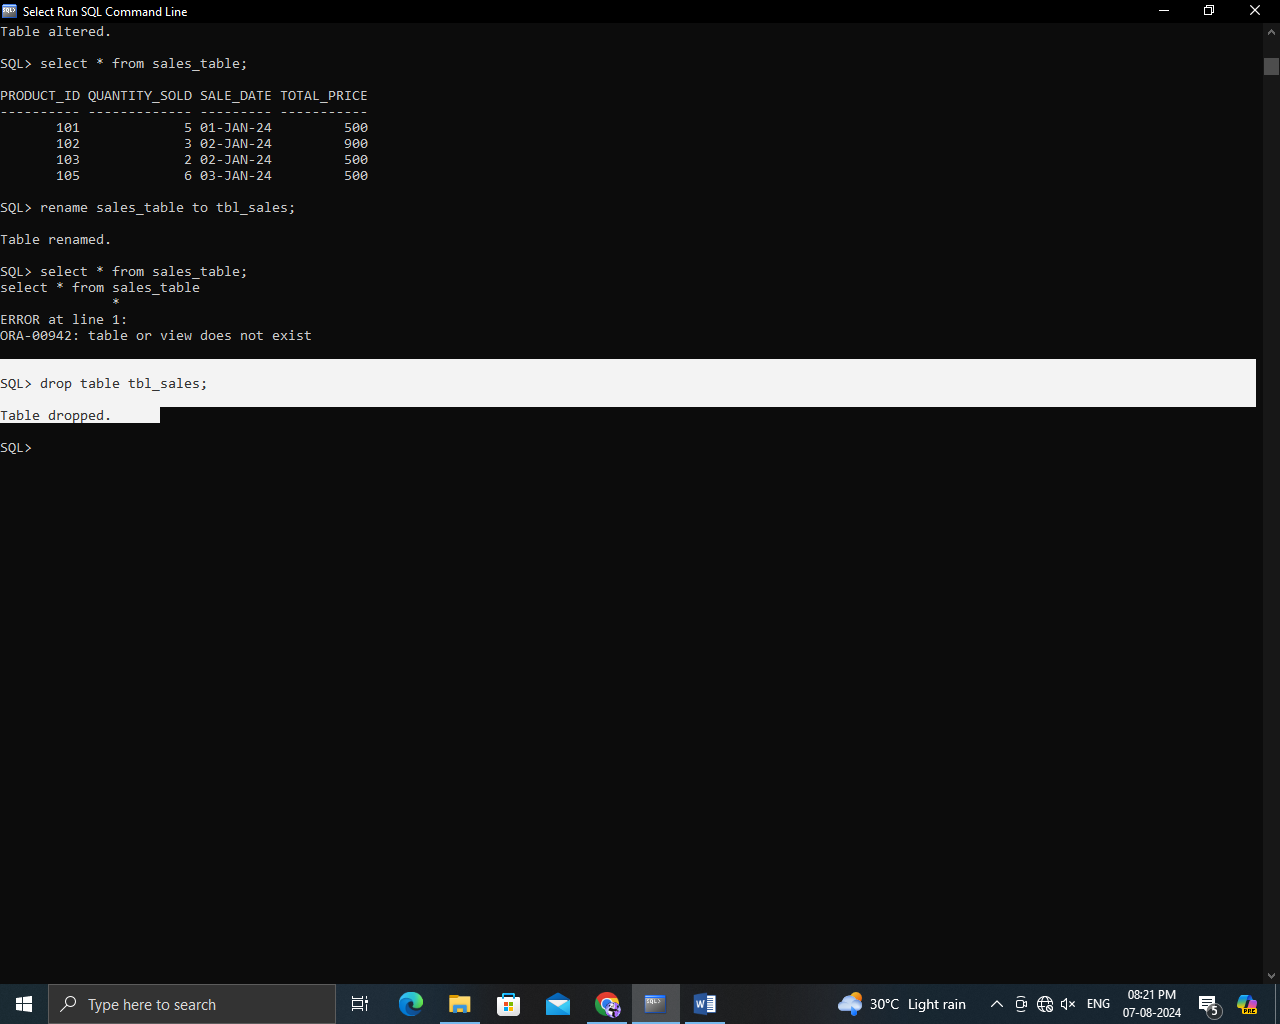 Select Run SQL Command Line
Table altered.
SQL> select * from sales_table;
PRODUCT_ID QUANTITY_SOLD SALE_DATE TOTAL_PRICE
---------- ------------- --------- -----------
101 5 01-JAN-24 500
102 3 02-JAN-24 900
103 2 02-JAN-24 500
105 6 03-JAN-24 500
SQL> rename sales_table to tbl_sales;
Table renamed.
SQL> select * from sales_table;
select * from sales_table
*
ERROR at line 1:
ORA-00942: table or view does not exist
SQL> drop table tbl_sales;
Table dropped.
SQL>
Type here to search
30°C Light rain
ENG
08:21 PM
07-08-2024
5